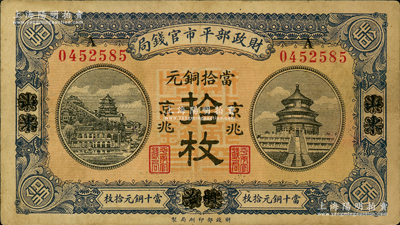 局錢官市平部政財
A
A
0452585
0452585
元銅拾當
拾枚
京兆
京兆
枚拾元銅十當
枚拾元銅十當
製局刷印部政財